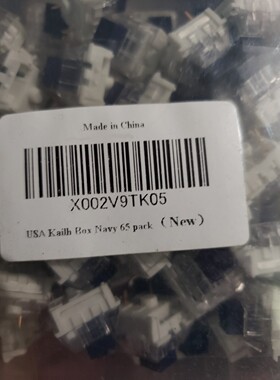 Made in China
X002V9TK05
USA Kailh Box Navy 65 pack （New）